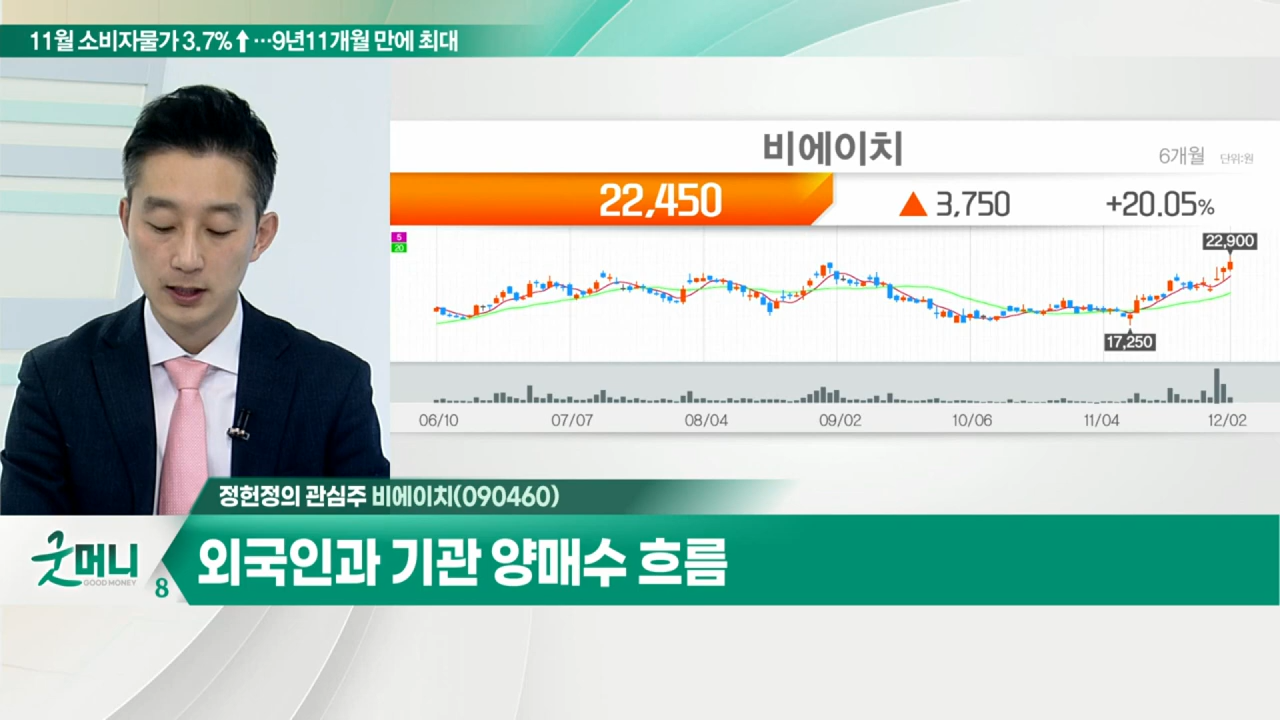 11월 소비자물가 3.7%⬆…9년11개월 만에 최대
비에이치
6개월 단위:원
22,450 ▲ 3,750 +20.05%
5
20
22,900
17,250
06/10 07/07 08/04 09/02 10/06 11/04 12/02
정헌정의 관심주 비에이치(090460)
굿머니
GOOD MONEY
8
외국인과 기관 양매수 흐름